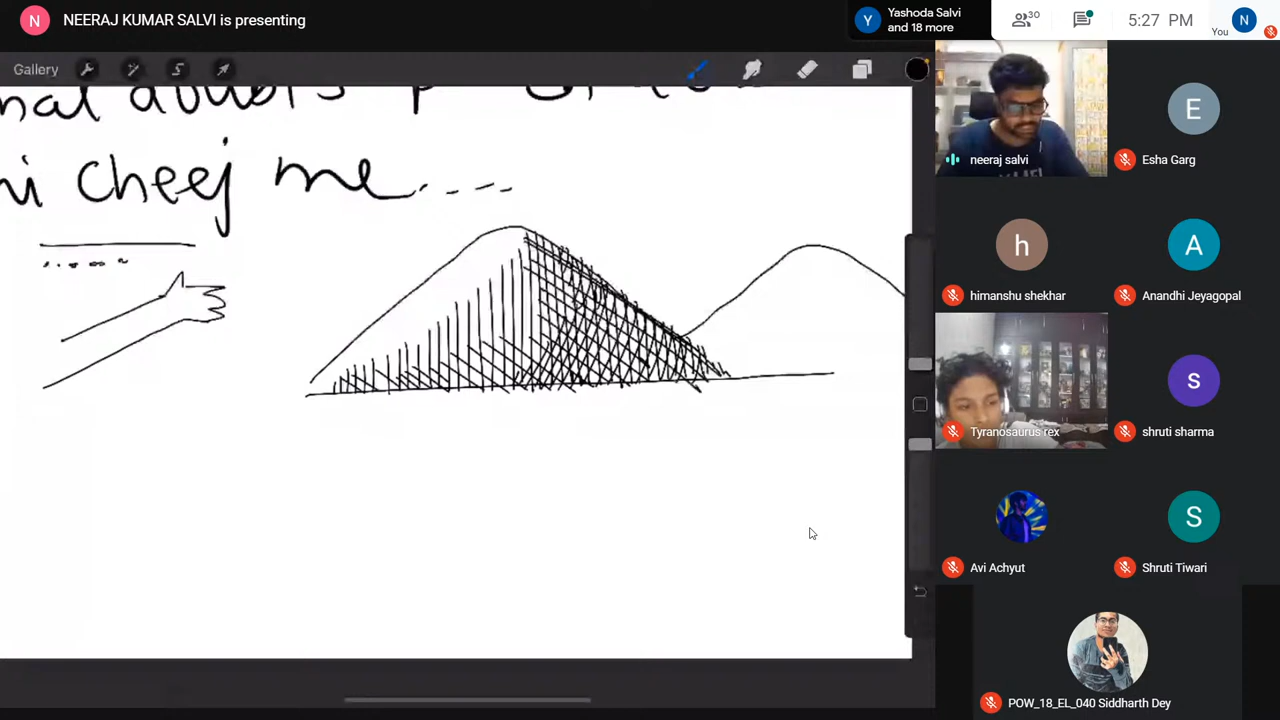 NEERAJ KUMAR SALVI is presenting
Yashoda Salvi
and 18 more
30
5:27 PM
You
N
N
Y
Gallery
cheej me.....
neeraj salvi
E
Esha Garg
h
himanshu shekhar
A
Anandhi Jeyagopal
Tyranosaurus rex
s
shruti sharma
Avi Achyut
S
Shruti Tiwari
POW_18_EL_040 Siddharth Dey